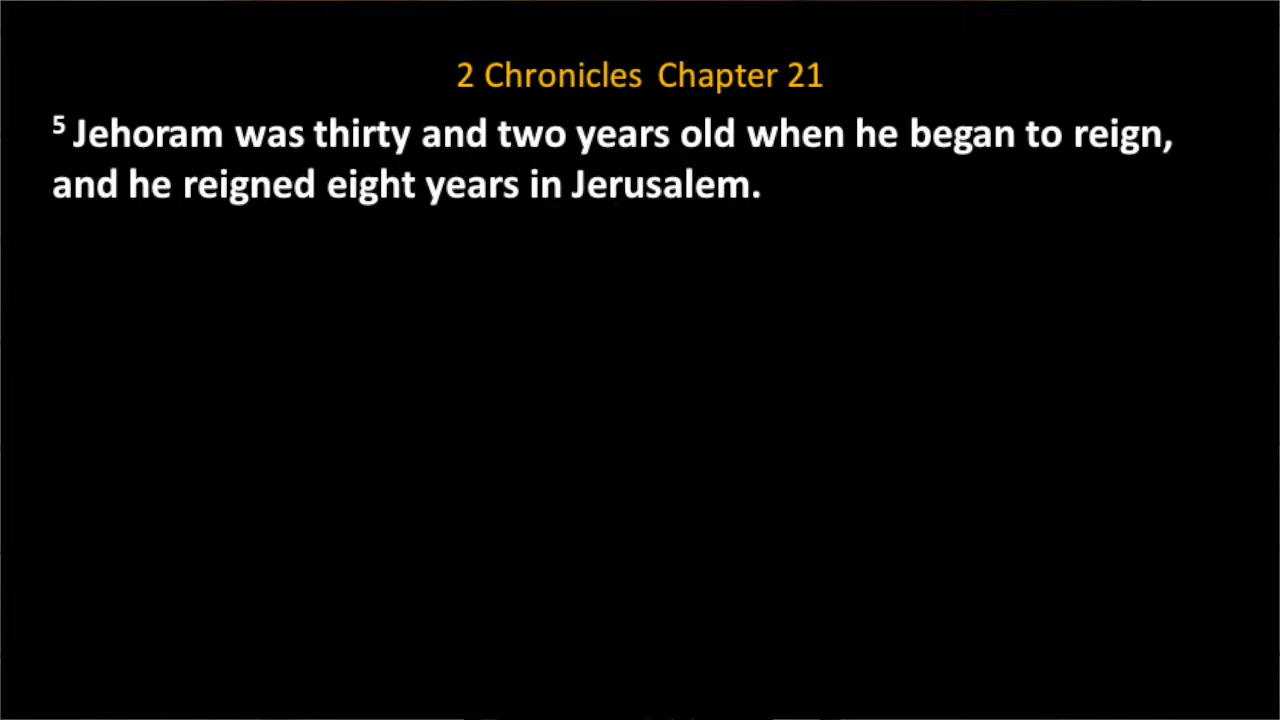 2 Chronicles  Chapter 21
5 Jehoram was thirty and two years old when he began to reign,
and he reigned eight years in Jerusalem.